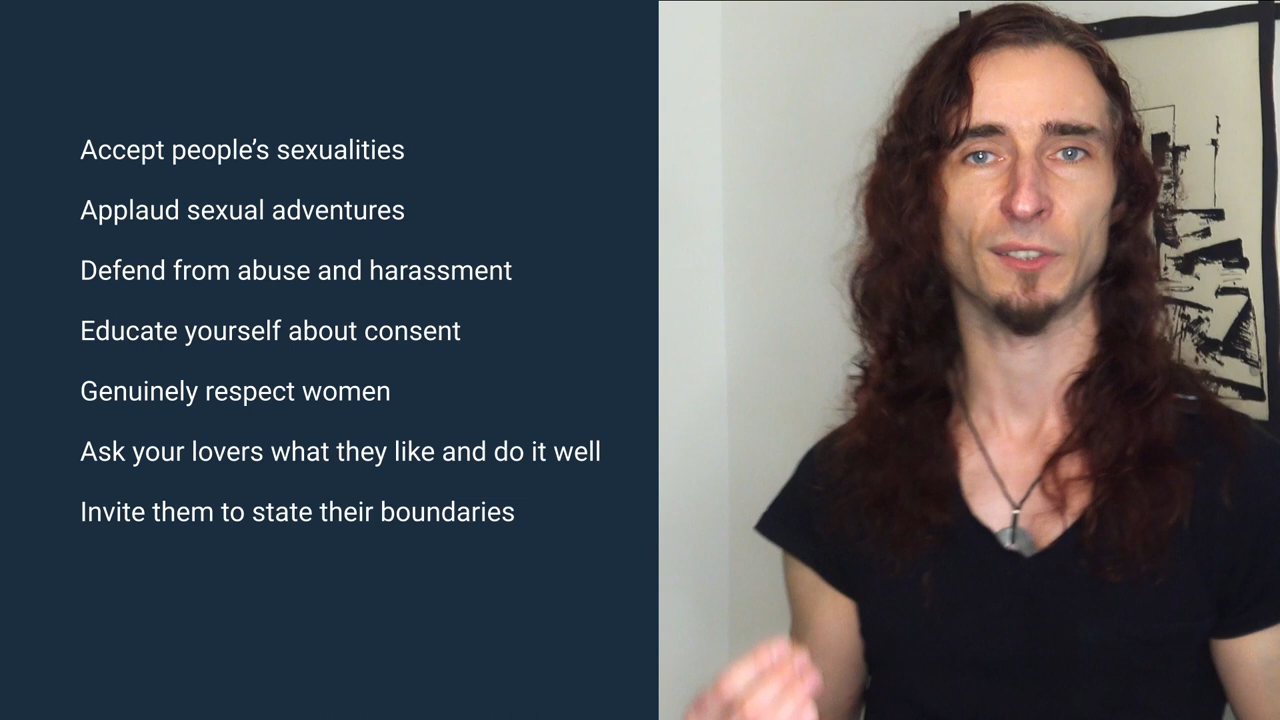 Accept people’s sexualities
Applaud sexual adventures
Defend from abuse and harassment
Educate yourself about consent
Genuinely respect women
Ask your lovers what they like and do it well
Invite them to state their boundaries